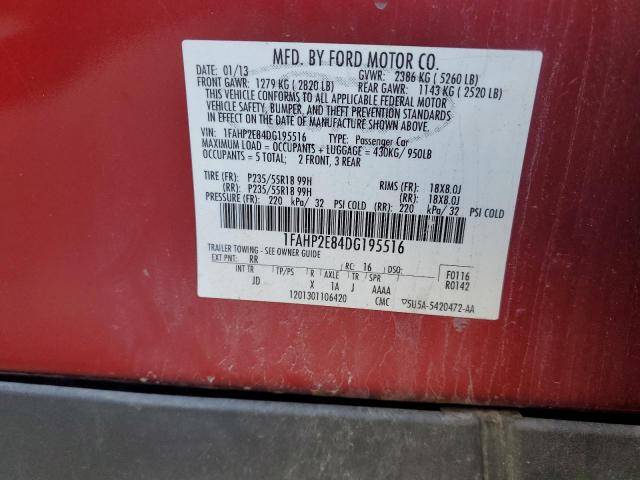 MFD. BY FORD MOTOR CO.
DATE: 01/13 GVWR: 2386 KG ( 5260 LB)
FRONT GAWR: 1279 KG ( 2820 LB) REAR GAWR: 1143 KG ( 2520 LB)
THIS VEHICLE CONFORMS TO ALL APPLICABLE FEDERAL MOTOR
VEHICLE SAFETY, BUMPER, AND THEFT PREVENTION STANDARDS
IN EFFECT ON THE DATE OF MANUFACTURE SHOWN ABOVE.
VIN: 1FAHP2E84DG195516 TYPE: Passenger Car
MAXIMUM LOAD = OCCUPANTS + LUGGAGE = 430KG/ 950LB
OCCUPANTS = 5 TOTAL; 2 FRONT, 3 REAR
TIRE (FR): P235/55R18 99H RIMS (FR): 18X8.0J
(RR): P235/55R18 99H (RR): 18X8.0J
PRESSURE (FR): 220 kPa/ 32 PSI COLD (RR): 220 kPa/ 32 PSI COLD
1FAHP2E84DG195516
TRAILER TOWING - SEE OWNER GUIDE
EXT PNT: RR RC: 16 DSO: F0116
INT TR TP/PS R AXLE TR SPR R0142
JD X 1A J AAAA
1201301106420 CMC ▽5U5A-5420472-AA